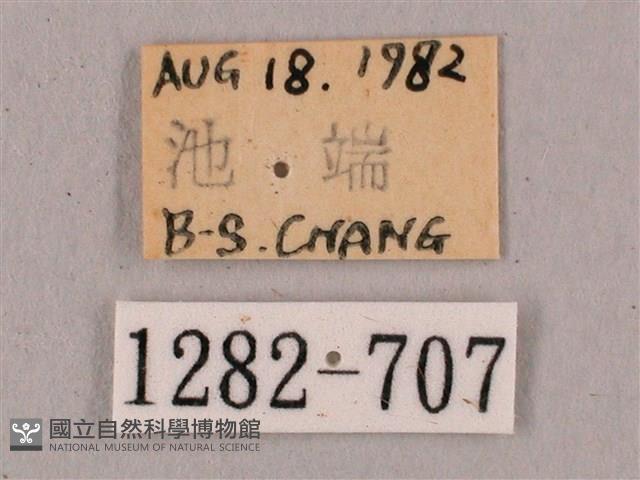 AUG 18. 1982
池 端
B-S. CHANG
1282-707
國立自然科學博物館
NATIONAL MUSEUM OF NATURAL SCIENCE